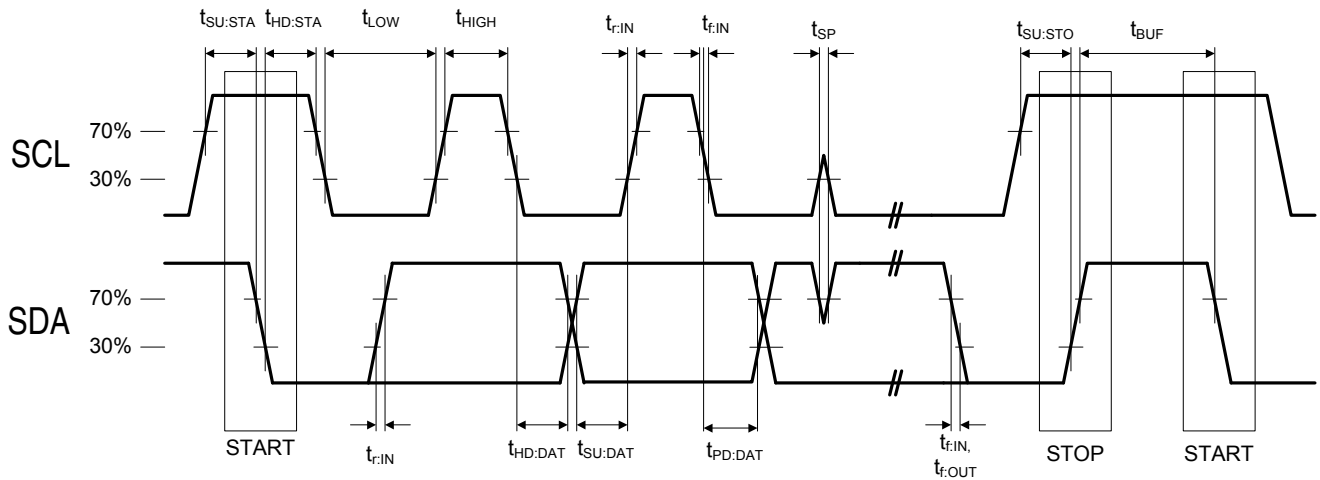 tSU:STA tHD:STA tLOW tHIGH tr:IN tf:IN tSP tSU:STO tBUF
SCL
70%
30%
SDA
70%
30%
START tr:IN tHD:DAT tSU:DAT tPD:DAT tf:IN, STOP START
tf:OUT